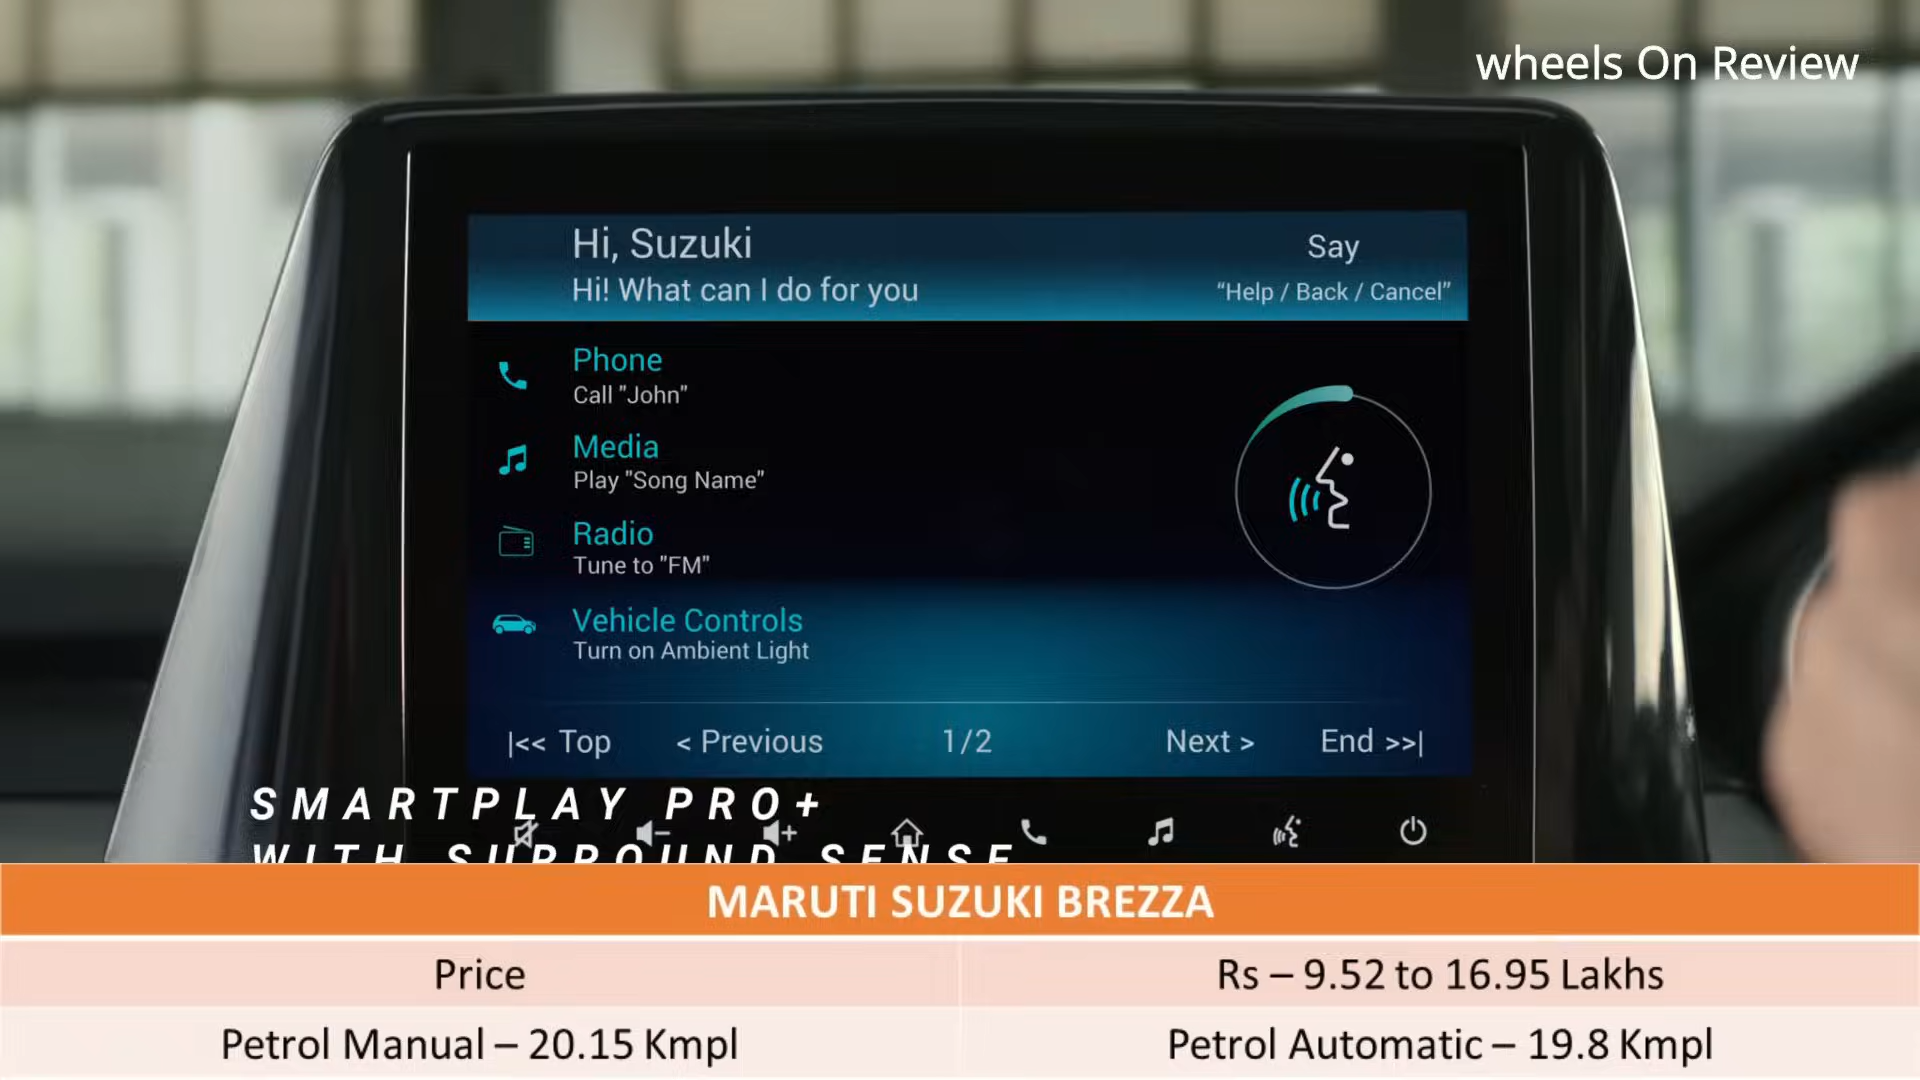 wheels On Review
Hi, Suzuki
Hi! What can I do for you
Say
“Help / Back / Cancel”
Phone
Call "John"
Media
Play "Song Name"
Radio
Tune to "FM"
Vehicle Controls
Turn on Ambient Light
|<< Top
< Previous
1/2
Next >
End >>|
SMARTPLAY PRO+
WITH SURROUND SENSE
MARUTI SUZUKI BREZZA
Price
Rs – 9.52 to 16.95 Lakhs
Petrol Manual – 20.15 Kmpl
Petrol Automatic – 19.8 Kmpl